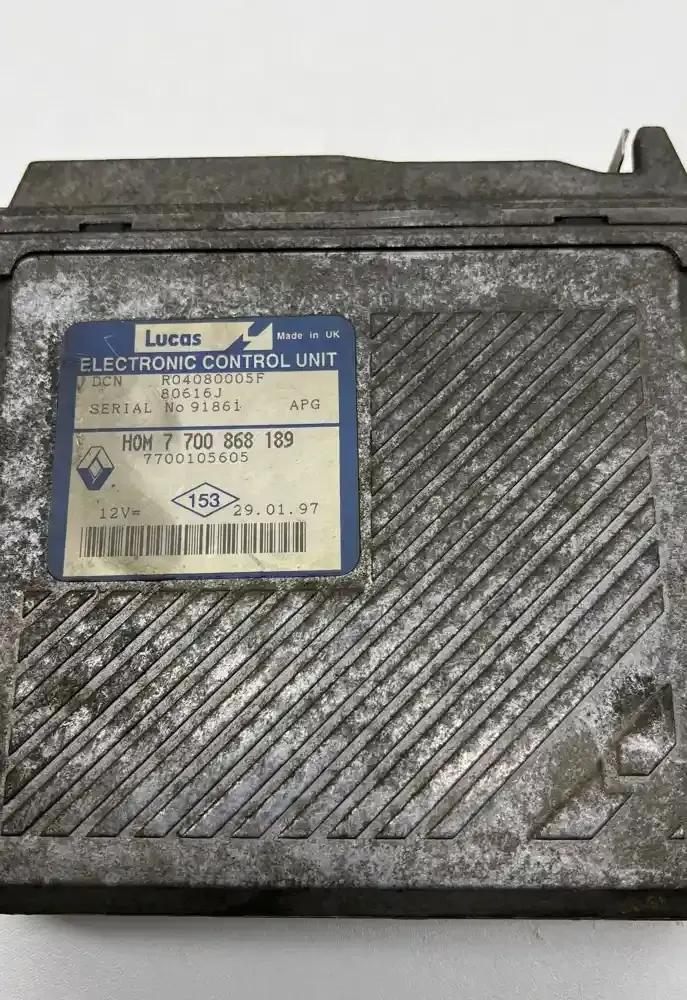 Lucas Made in UK
ELECTRONIC CONTROL UNIT
DCN R04080005F
80616J
SERIAL No 91861 APG
HOM 7 700 868 189
7700105605
12V= 153 29.01.97